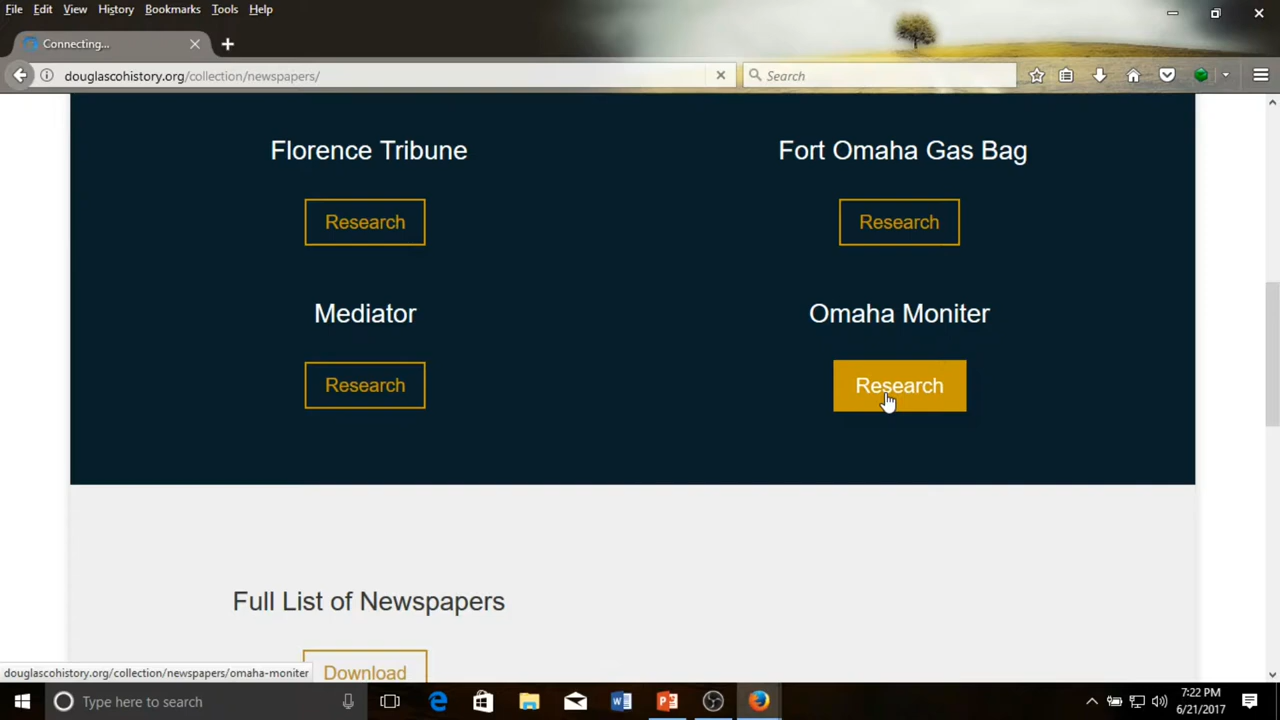 File Edit View History Bookmarks Tools Help
Connecting...
douglascohistory.org/collection/newspapers/
Search
Florence Tribune
Fort Omaha Gas Bag
Research
Research
Mediator
Omaha Moniter
Research
Research
Full List of Newspapers
Download
douglascohistory.org/collection/newspapers/omaha-moniter
Type here to search
7:22 PM
6/21/2017